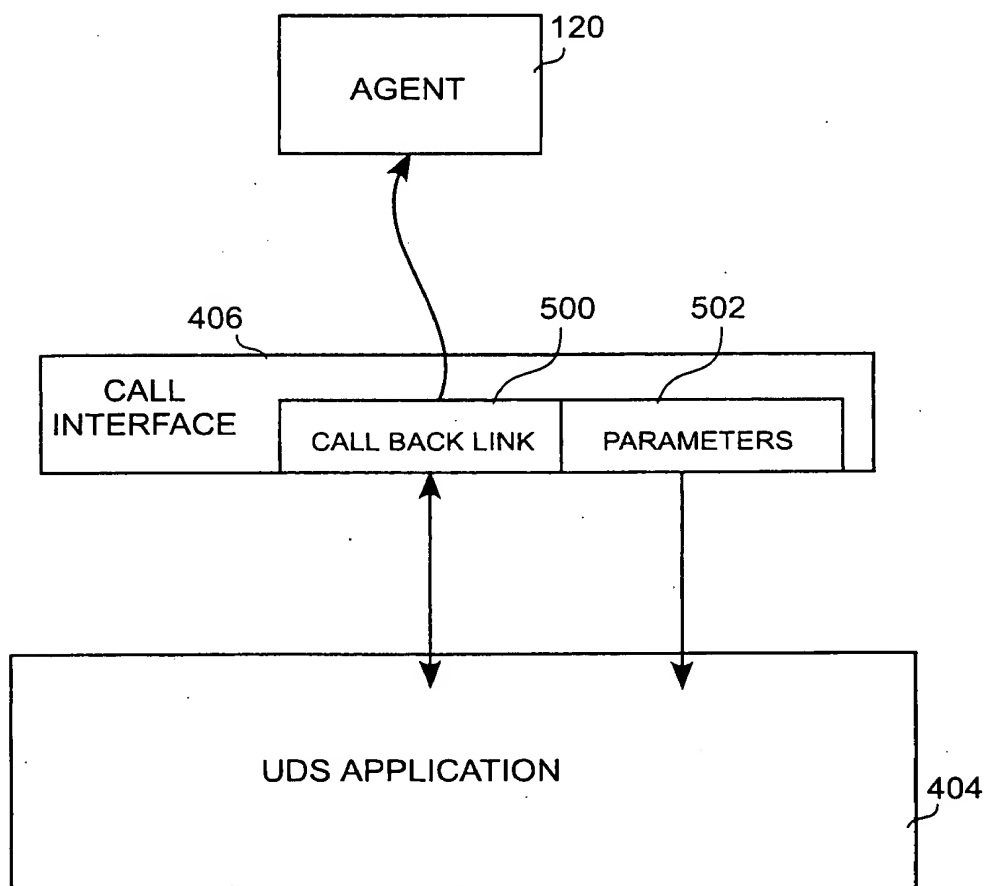 120
AGENT
500
502
406
CALL
INTERFACE
CALL BACK LINK
PARAMETERS
UDS APPLICATION
404